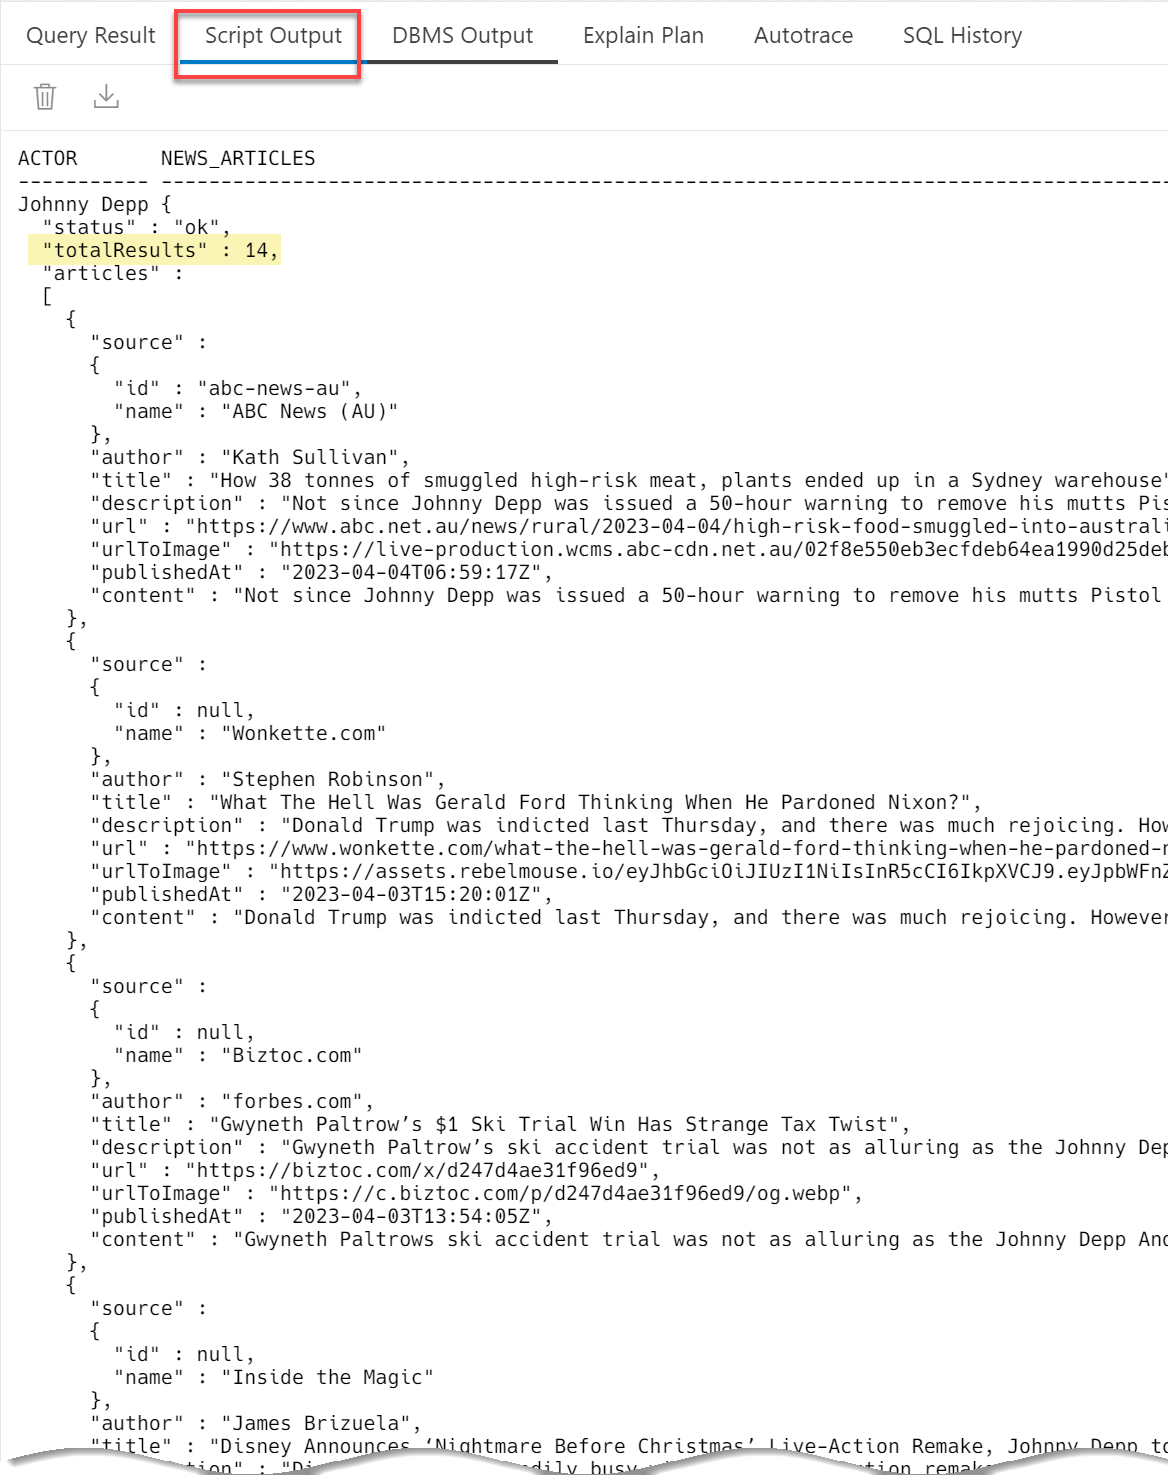 Query Result Script Output DBMS Output Explain Plan Autotrace SQL History
ACTOR NEWS_ARTICLES
----------- -------------------------------------------------------------------------------------
Johnny Depp {
"status" : "ok",
"totalResults" : 14,
"articles" :
[
{
"source" :
{
"id" : "abc-news-au",
"name" : "ABC News (AU)"
},
"author" : "Kath Sullivan",
"title" : "How 38 tonnes of smuggled high-risk meat, plants ended up in a Sydney warehouse"
"description" : "Not since Johnny Depp was issued a 50-hour warning to remove his mutts Pis
"url" : "https://www.abc.net.au/news/rural/2023-04-04/high-risk-food-smuggled-into-australi
"urlToImage" : "https://live-production.wcms.abc-cdn.net.au/02f8e550eb3ecfdeb64ea1990d25deb
"publishedAt" : "2023-04-04T06:59:17Z",
"content" : "Not since Johnny Depp was issued a 50-hour warning to remove his mutts Pistol
},
{
"source" :
{
"id" : null,
"name" : "Wonkette.com"
},
"author" : "Stephen Robinson",
"title" : "What The Hell Was Gerald Ford Thinking When He Pardoned Nixon?",
"description" : "Donald Trump was indicted last Thursday, and there was much rejoicing. How
"url" : "https://www.wonkette.com/what-the-hell-was-gerald-ford-thinking-when-he-pardoned-n
"urlToImage" : "https://assets.rebelmouse.io/eyJhbGciOiJIUzI1NiIsInR5cCI6IkpXVCJ9.eyJpbWFnZ
"publishedAt" : "2023-04-03T15:20:01Z",
"content" : "Donald Trump was indicted last Thursday, and there was much rejoicing. However
},
{
"source" :
{
"id" : null,
"name" : "Biztoc.com"
},
"author" : "forbes.com",
"title" : "Gwyneth Paltrow’s $1 Ski Trial Win Has Strange Tax Twist",
"description" : "Gwyneth Paltrow’s ski accident trial was not as alluring as the Johnny Dep
"url" : "https://biztoc.com/x/d247d4ae31f96ed9",
"urlToImage" : "https://c.biztoc.com/p/d247d4ae31f96ed9/og.webp",
"publishedAt" : "2023-04-03T13:54:05Z",
"content" : "Gwyneth Paltrows ski accident trial was not as alluring as the Johnny Depp And
},
{
"source" :
{
"id" : null,
"name" : "Inside the Magic"
},
"author" : "James Brizuela",
"title" : "Disney Announces ‘Nightmare Before Christmas’ Live-Action Remake, Johnny Depp to